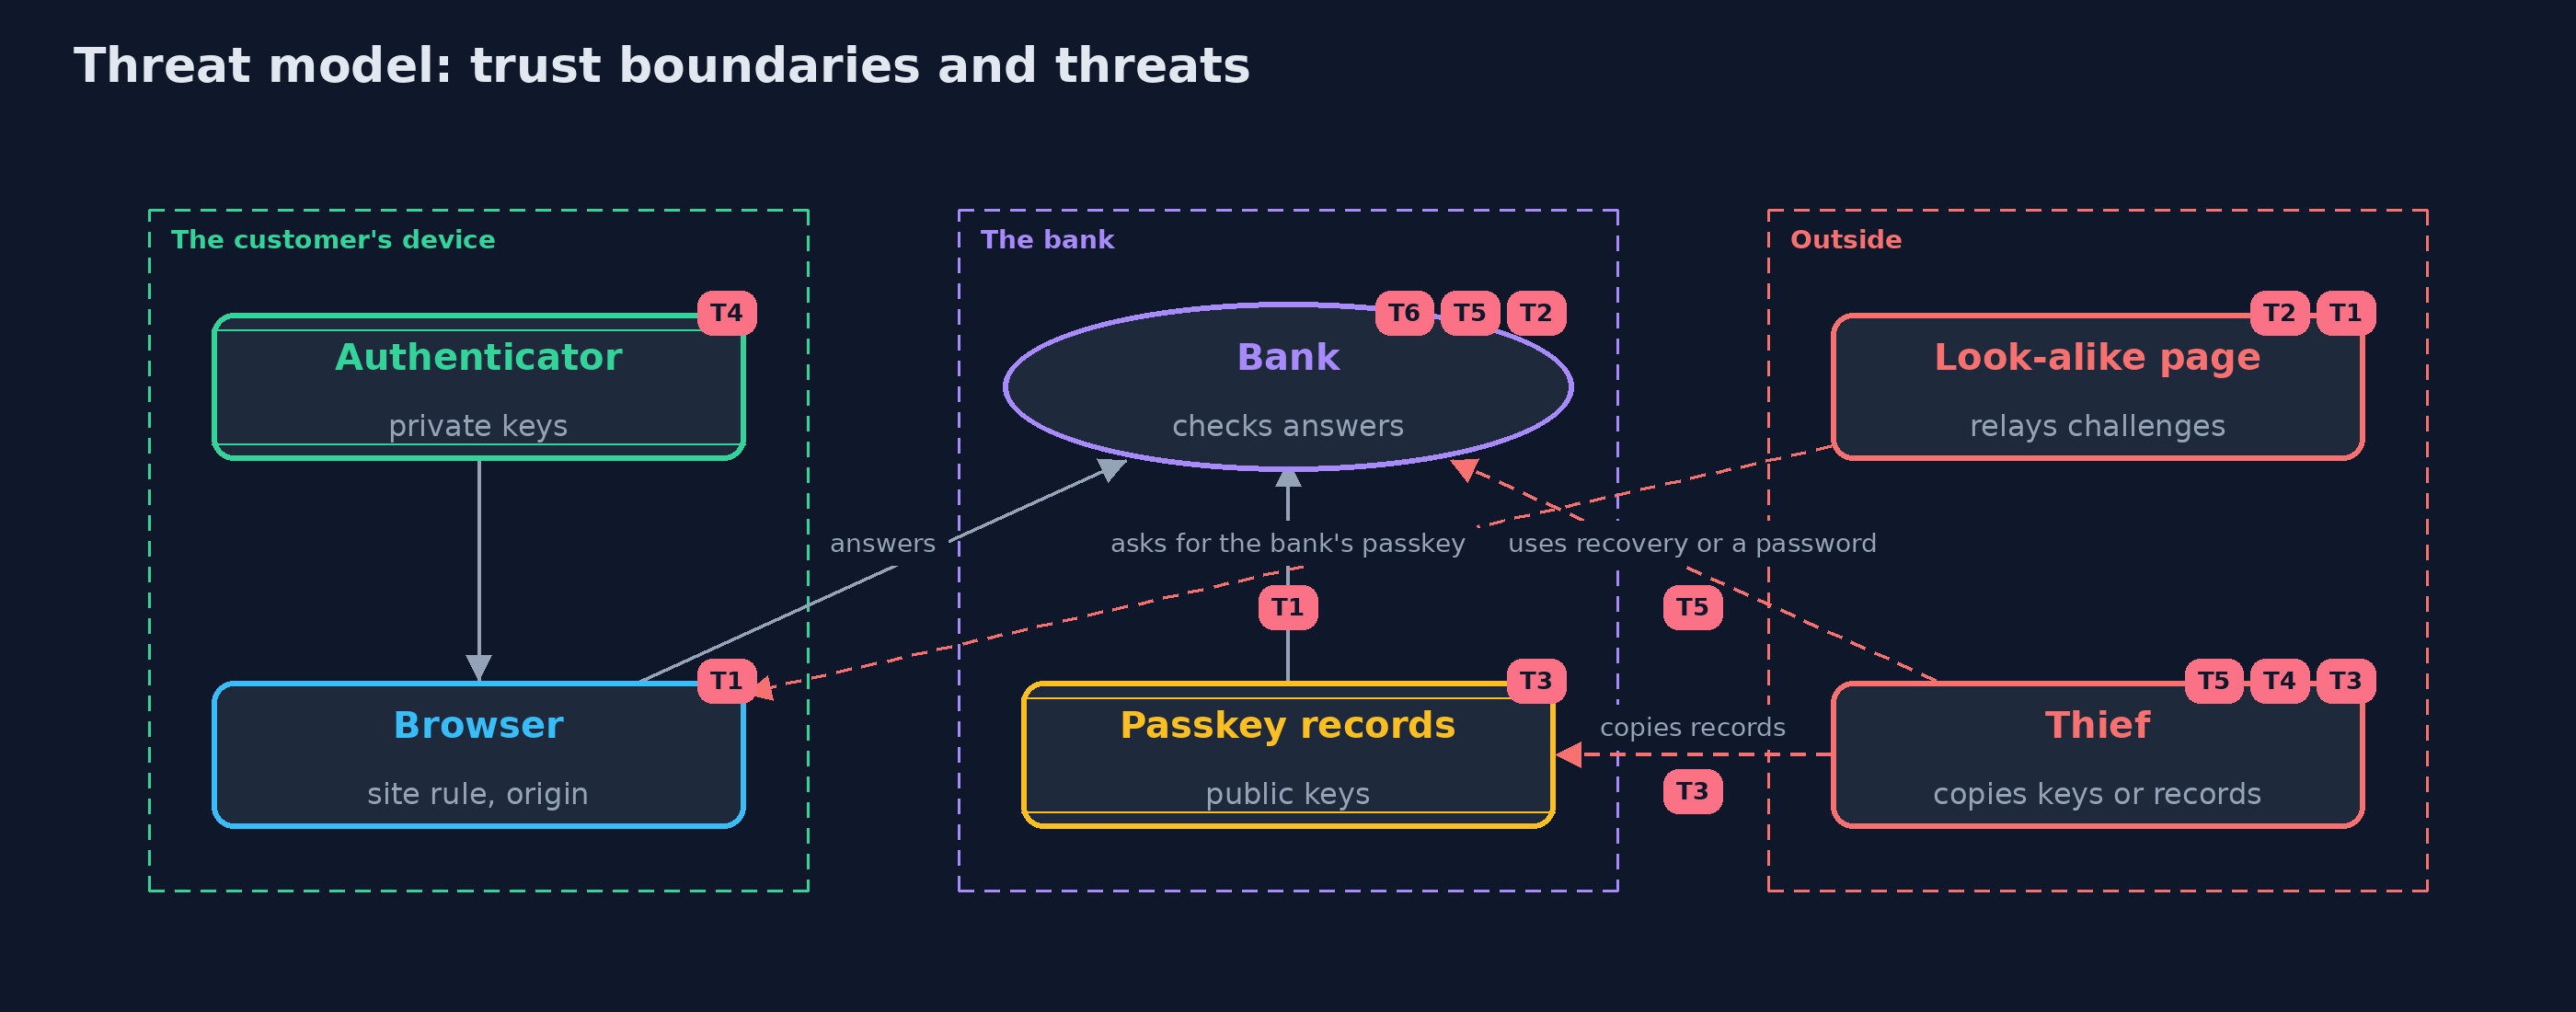 Threat model: trust boundaries and threats
The customer's device
The bank
Outside
T4
Authenticator
private keys
T6 T5 T2
Bank
checks answers
T2 T1
Look-alike page
relays challenges
answers
asks for the bank's passkey
uses recovery or a password
T1
T5
T1
Browser
site rule, origin
T3
Passkey records
public keys
copies records
T3
T5 T4 T3
Thief
copies keys or records